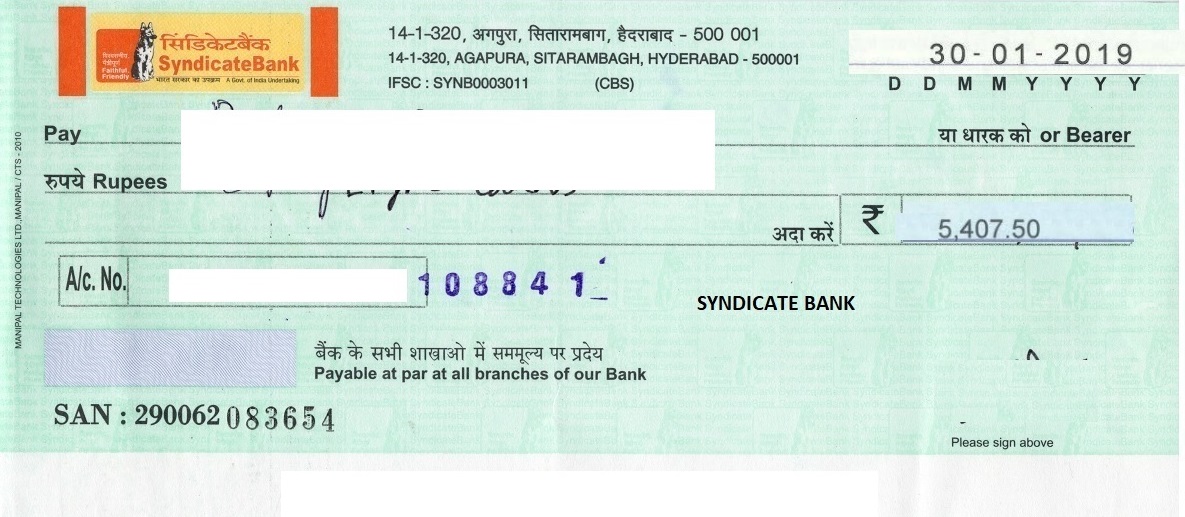 सिंडिकेटबैंक
SyndicateBank
विश्वसनीय मैत्रीपूर्ण
Faithful Friendly
भारत सरकार का उपक्रम A Govt. of India Undertaking
14-1-320, अगपुरा, सितारामबाग, हैदराबाद - 500 001
14-1-320, AGAPURA, SITARAMBAGH, HYDERABAD - 500001
IFSC : SYNB0003011 (CBS)
30-01-2019
D D M M Y Y Y Y
Pay या धारक को or Bearer
रुपये Rupees
अदा करें ₹ 5,407.50
A/c. No. 108841
SYNDICATE BANK
बैंक के सभी शाखाओ में सममूल्य पर प्रदेय
Payable at par at all branches of our Bank
SAN : 290062 083654
Please sign above
MANIPAL TECHNOLOGIES LTD.,MANIPAL / CTS - 2010